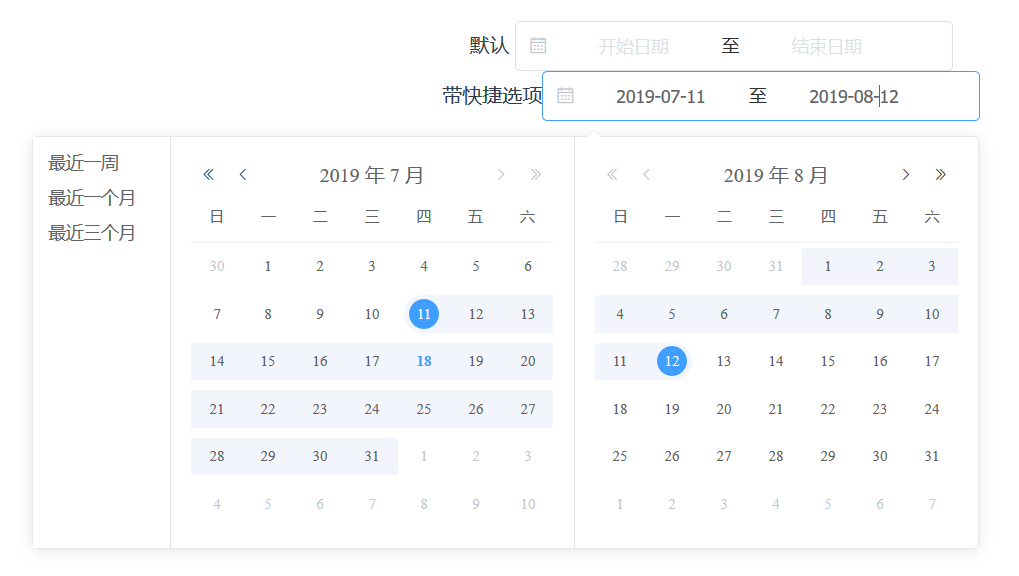 默认 开始日期 至 结束日期
带快捷选项 2019-07-11 至 2019-08-12
最近一周
最近一个月
最近三个月
2019 年 7 月
日 一 二 三 四 五 六
30 1 2 3 4 5 6
7 8 9 10 11 12 13
14 15 16 17 18 19 20
21 22 23 24 25 26 27
28 29 30 31 1 2 3
4 5 6 7 8 9 10
2019 年 8 月
日 一 二 三 四 五 六
28 29 30 31 1 2 3
4 5 6 7 8 9 10
11 12 13 14 15 16 17
18 19 20 21 22 23 24
25 26 27 28 29 30 31
1 2 3 4 5 6 7